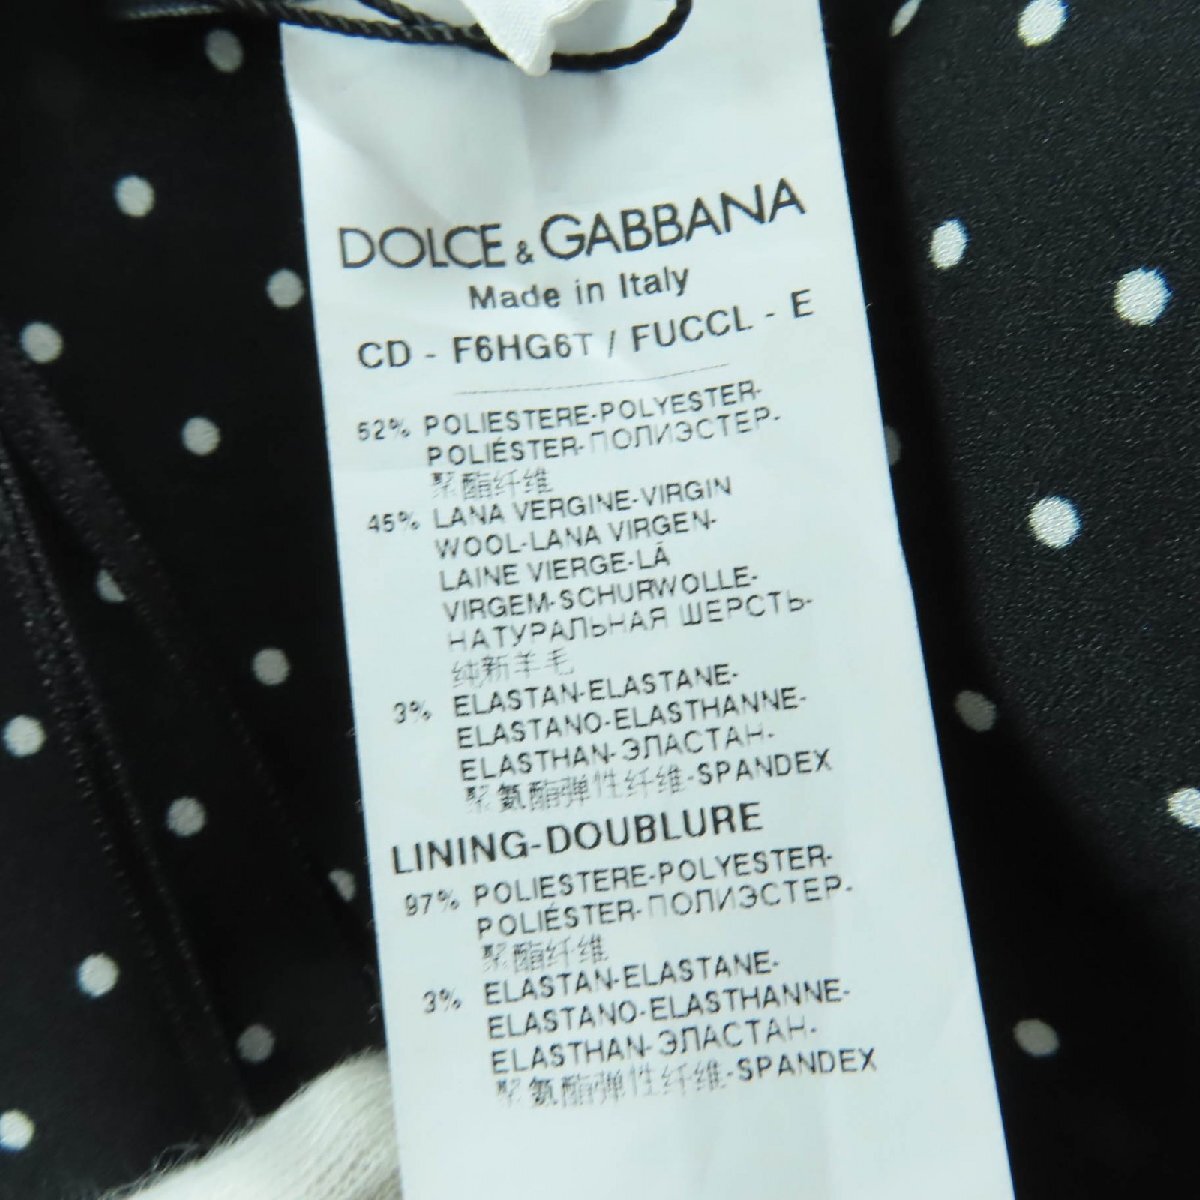 DOLCE & GABBANA
Made in Italy
CD - F6HG6T / FUCCL - E
52% POLIESTERE-POLYESTER-
POLIÉSTER-ПОЛИЭСТЕР-
聚酯纤维
45% LANA VERGINE-VIRGIN
WOOL-LANA VIRGEN-
LAINE VIERGE-LÃ
VIRGEM-SCHURWOLLE-
НАТУРАЛЬНАЯ ШЕРСТЬ-
纯新羊毛
3% ELASTAN-ELASTANE-
ELASTANO-ELASTHANNE-
ELASTHAN-ЭЛАСТАН-
聚氨酯弹性纤维-SPANDEX
LINING-DOUBLURE
97% POLIESTERE-POLYESTER-
POLIÉSTER-ПОЛИЭСТЕР-
聚酯纤维
3% ELASTAN-ELASTANE-
ELASTANO-ELASTHANNE-
ELASTHAN-ЭЛАСТАН-
聚氨酯弹性纤维-SPANDEX